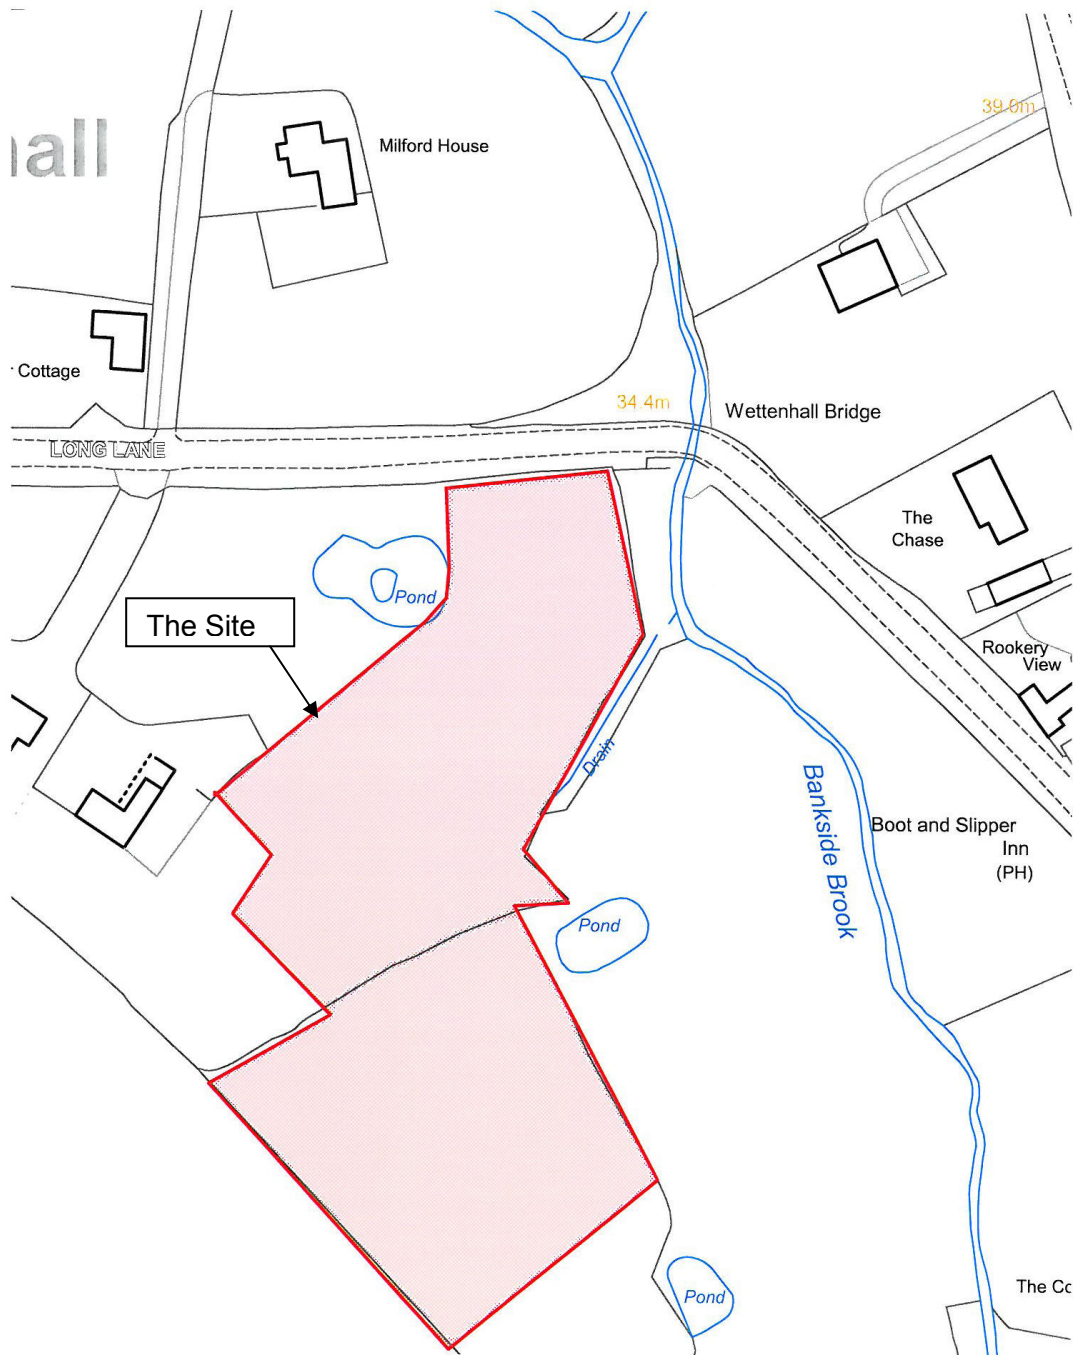 39.0m
Milford House
Cottage
34.4m
Wettenhall Bridge
LONG LANE
The
Chase
Pond
The Site
Rookery
View
Drain
Bankside Brook
Boot and Slipper
Inn
(PH)
Pond
The
Pond